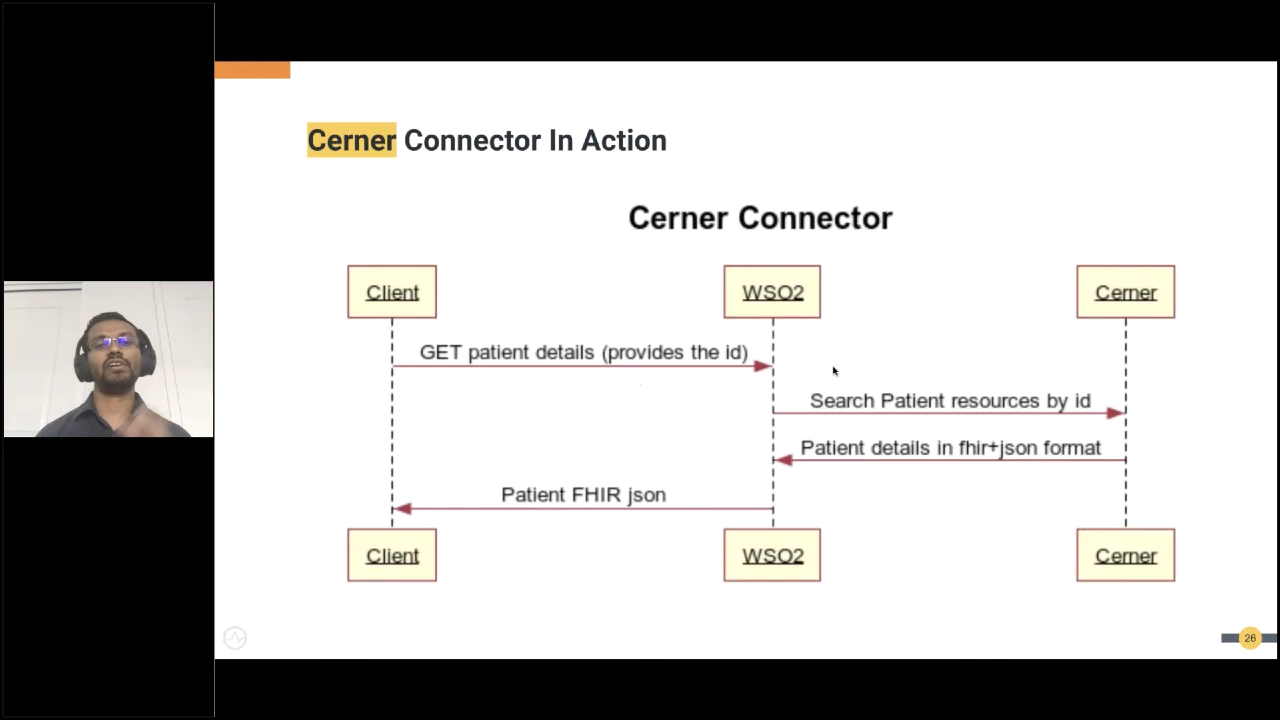 Cerner Connector In Action
Cerner Connector
Client
WSO2
Cerner
GET patient details (provides the id)
Search Patient resources by id
Patient details in fhir+json format
Patient FHIR json
Client
WSO2
Cerner
26